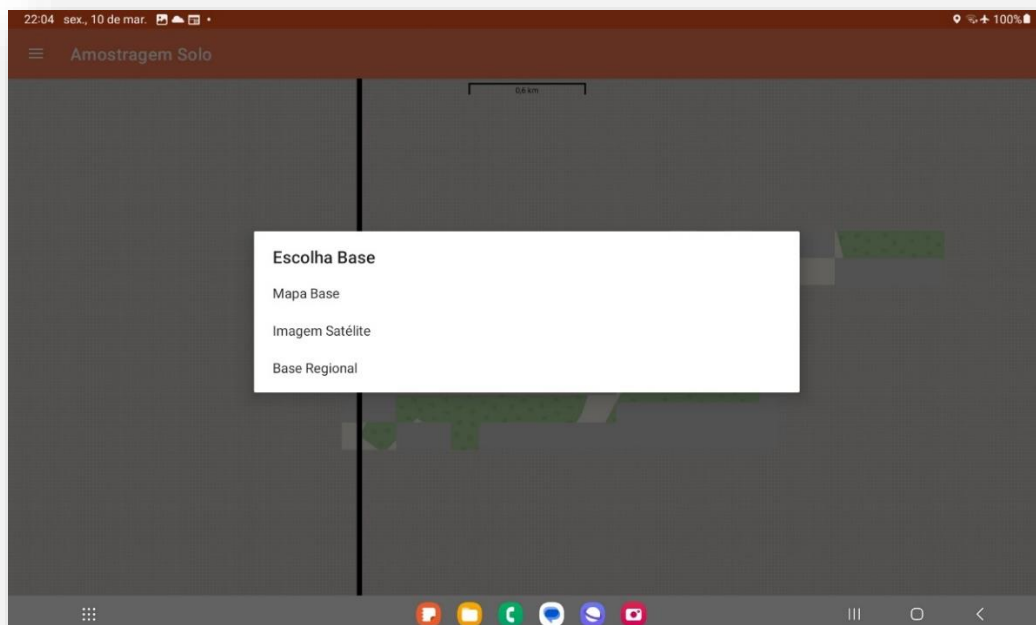 22:04 sex., 10 de mar.
100%
Amostragem Solo
0,6 km
Escolha Base
Mapa Base
Imagem Satélite
Base Regional